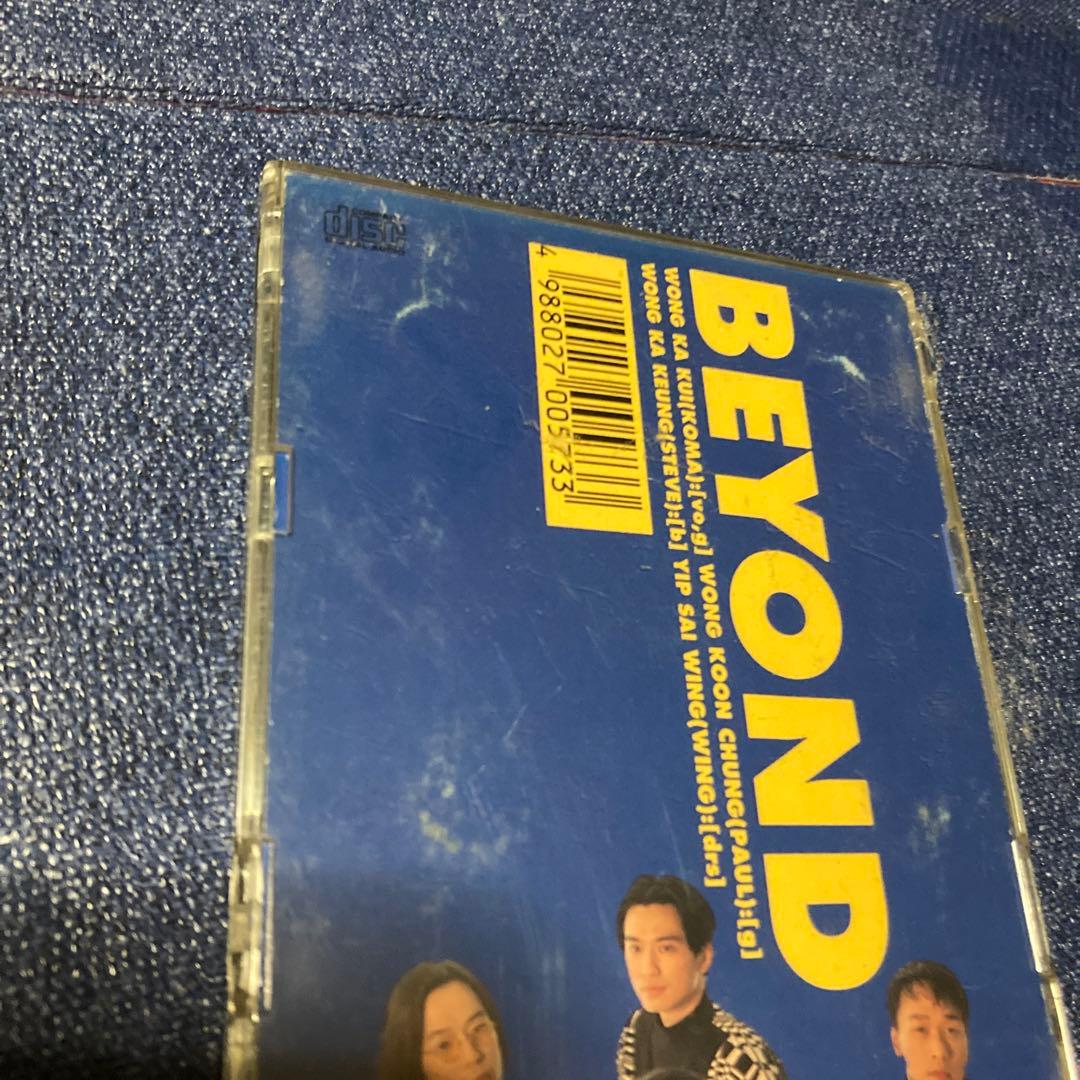 BEYOND
WONG KA KUI(KOMA):[vo,g] WONG KOON CHUNG(PAUL):[g]
WONG KA KEUNG(STEVE):[b] YIP SAI WING(WING):[drs]
4 988027 005733
disc